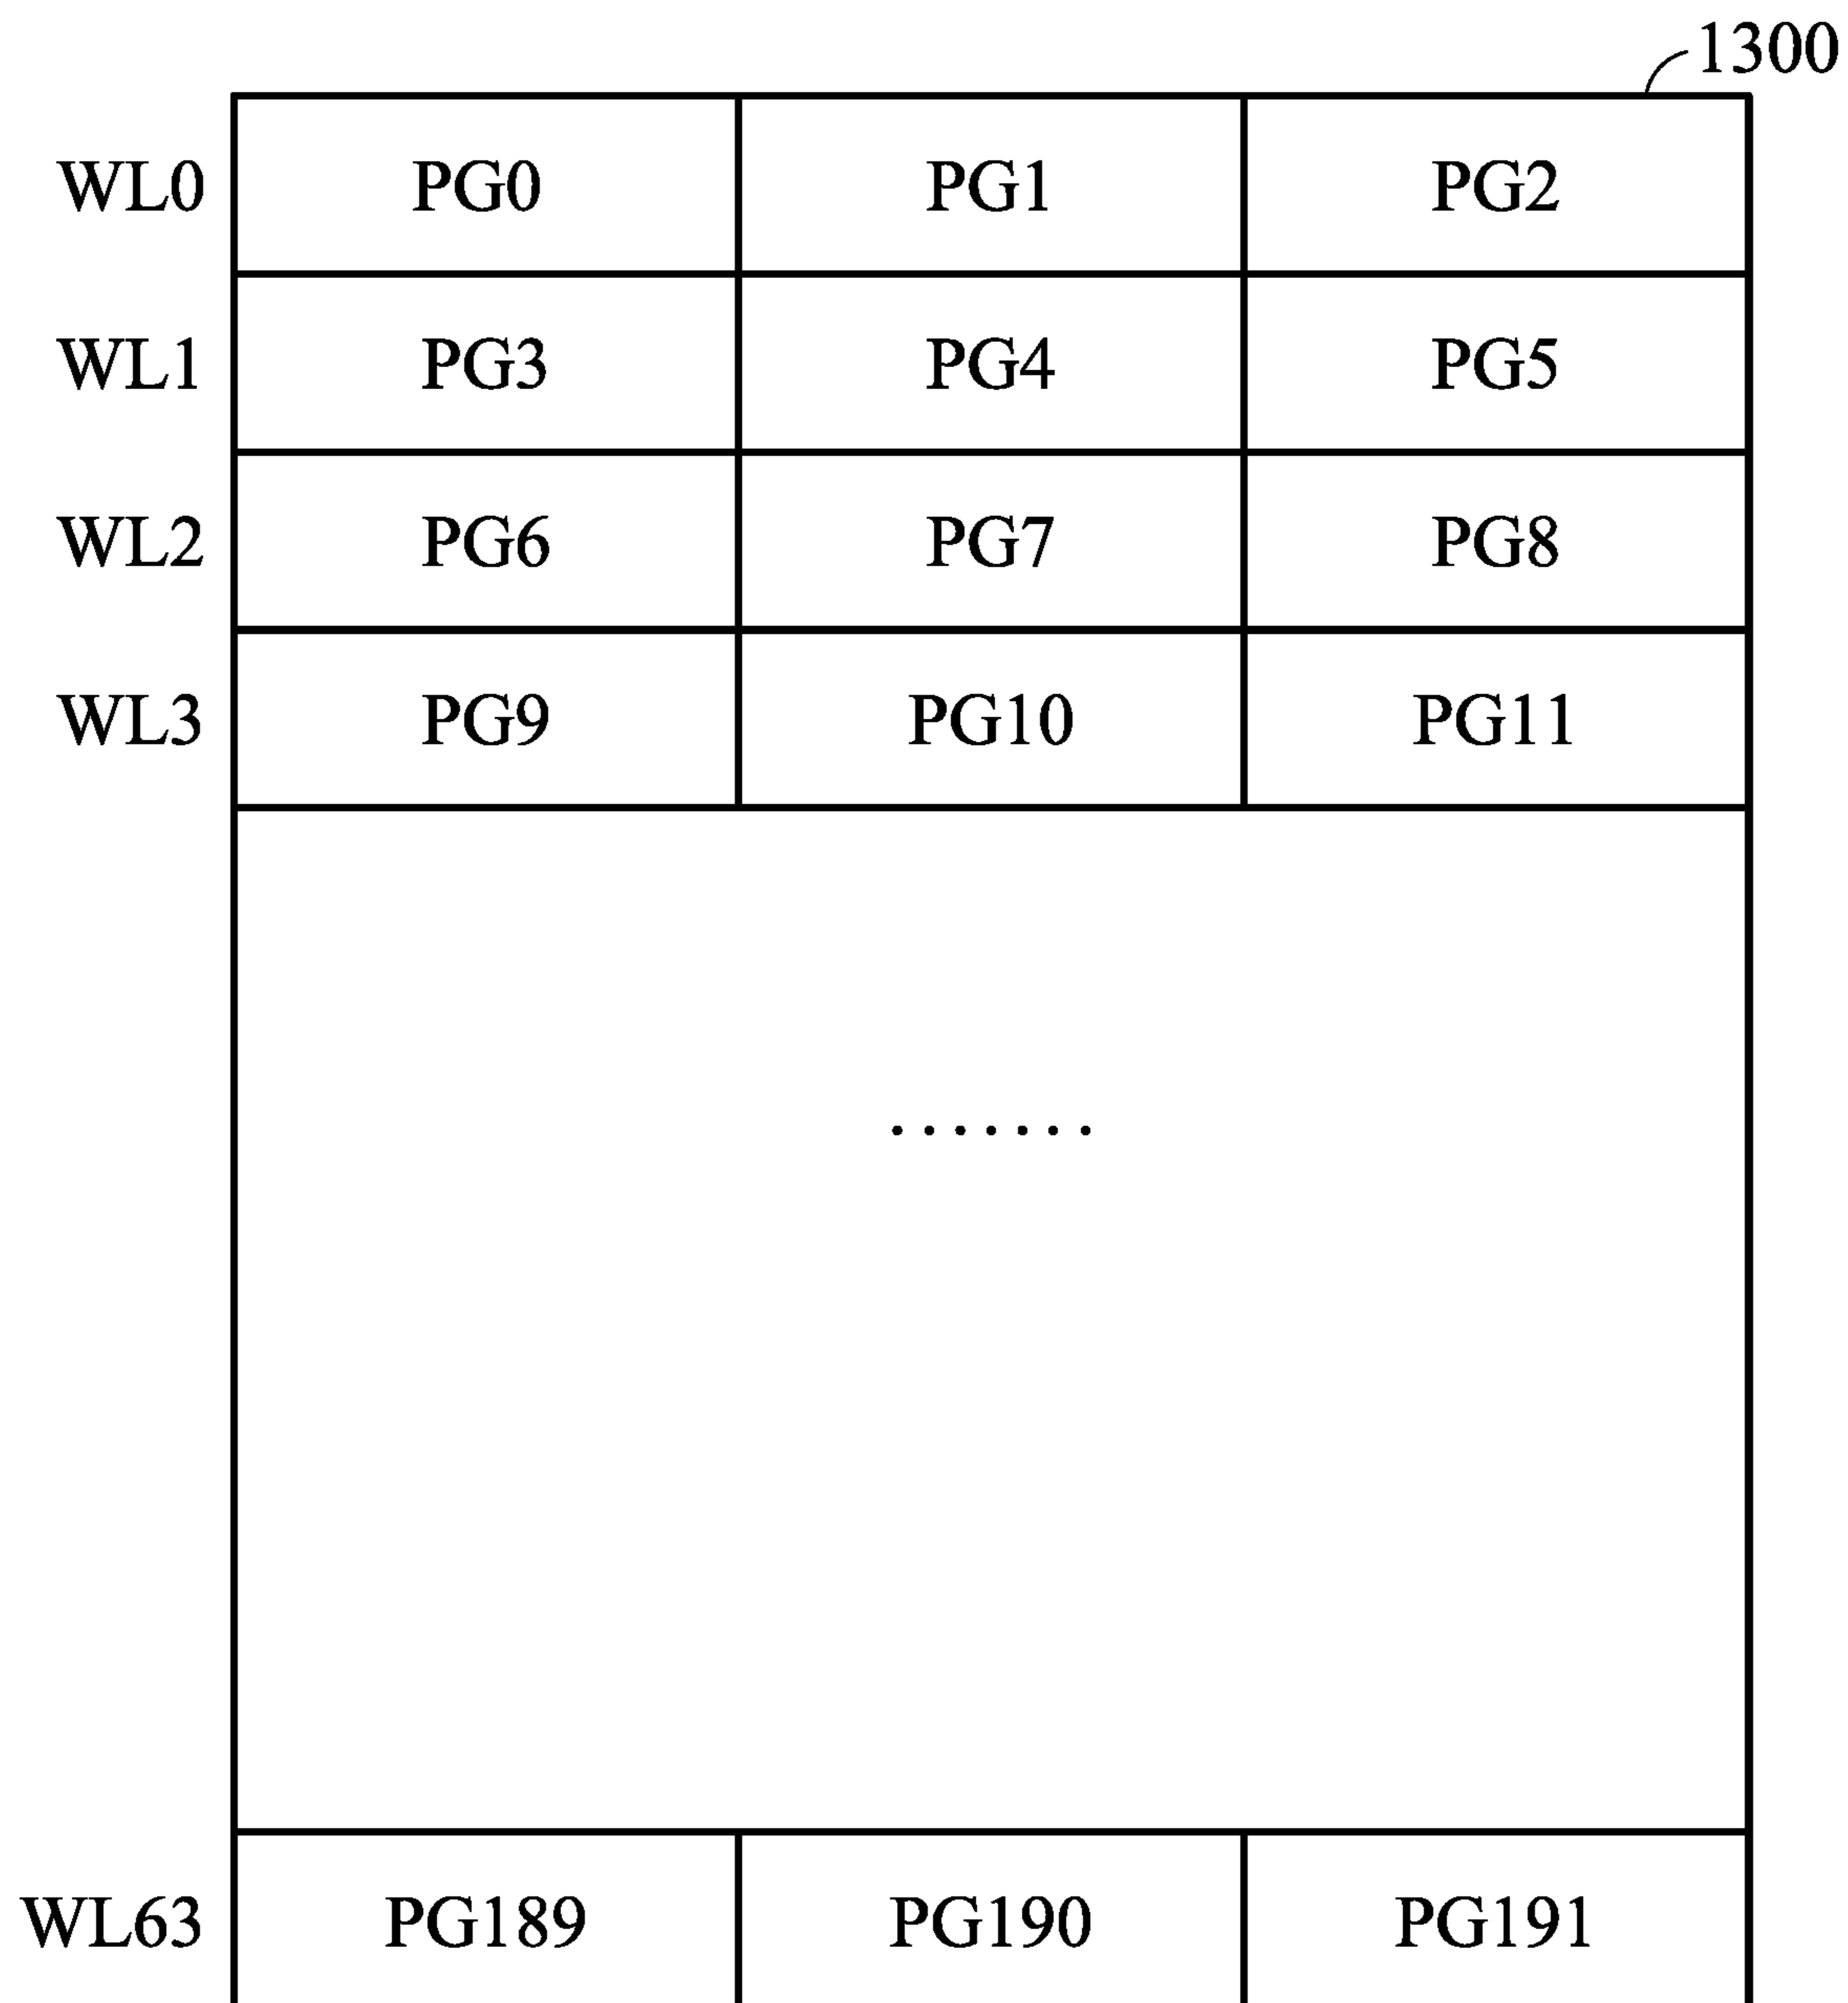 1300
WL0 PG0 PG1 PG2
WL1 PG3 PG4 PG5
WL2 PG6 PG7 PG8
WL3 PG9 PG10 PG11
.......
WL63 PG189 PG190 PG191